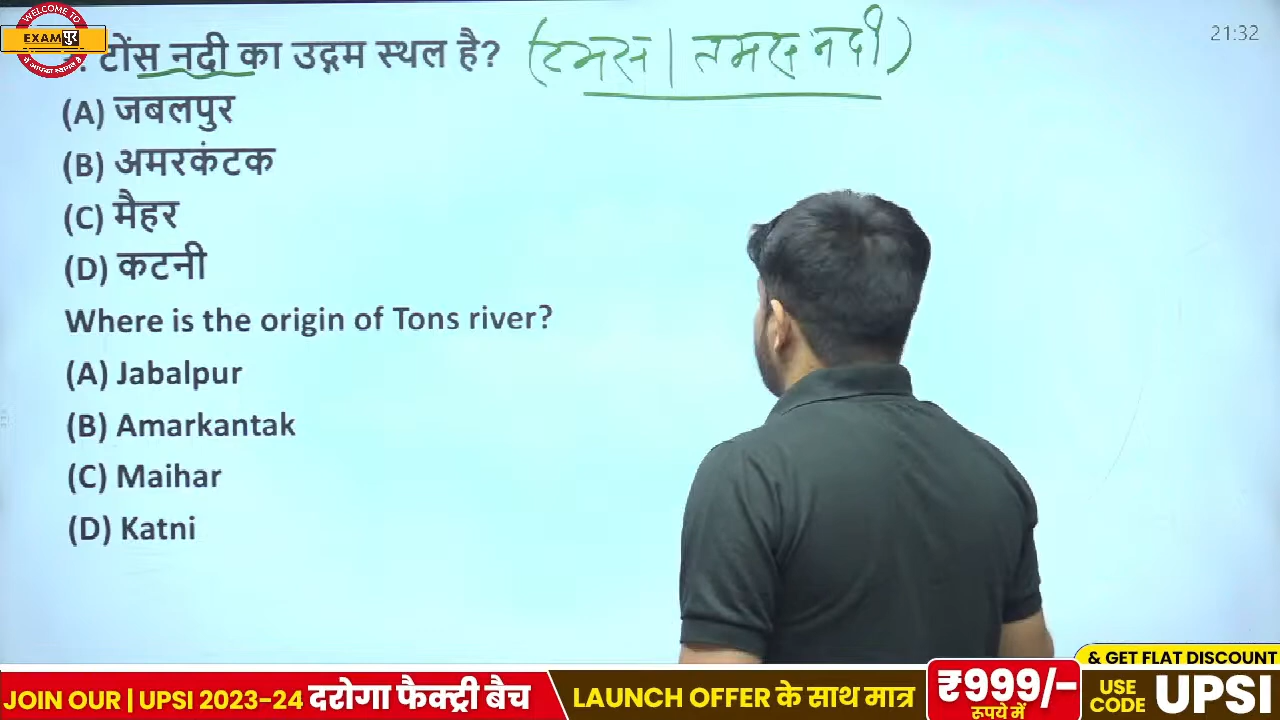 WELCOME TO
EXAMपुर
में आपका स्वागत है
टोंस नदी का उद्गम स्थल है? (टमस | तमस नदी)
21:32
(A) जबलपुर
(B) अमरकंटक
(C) मैहर
(D) कटनी
Where is the origin of Tons river?
(A) Jabalpur
(B) Amarkantak
(C) Maihar
(D) Katni
& GET FLAT DISCOUNT
JOIN OUR | UPSI 2023-24 दरोगा फैक्ट्री बैच
LAUNCH OFFER के साथ मात्र
₹999/-
रूपये में
USE CODE UPSI